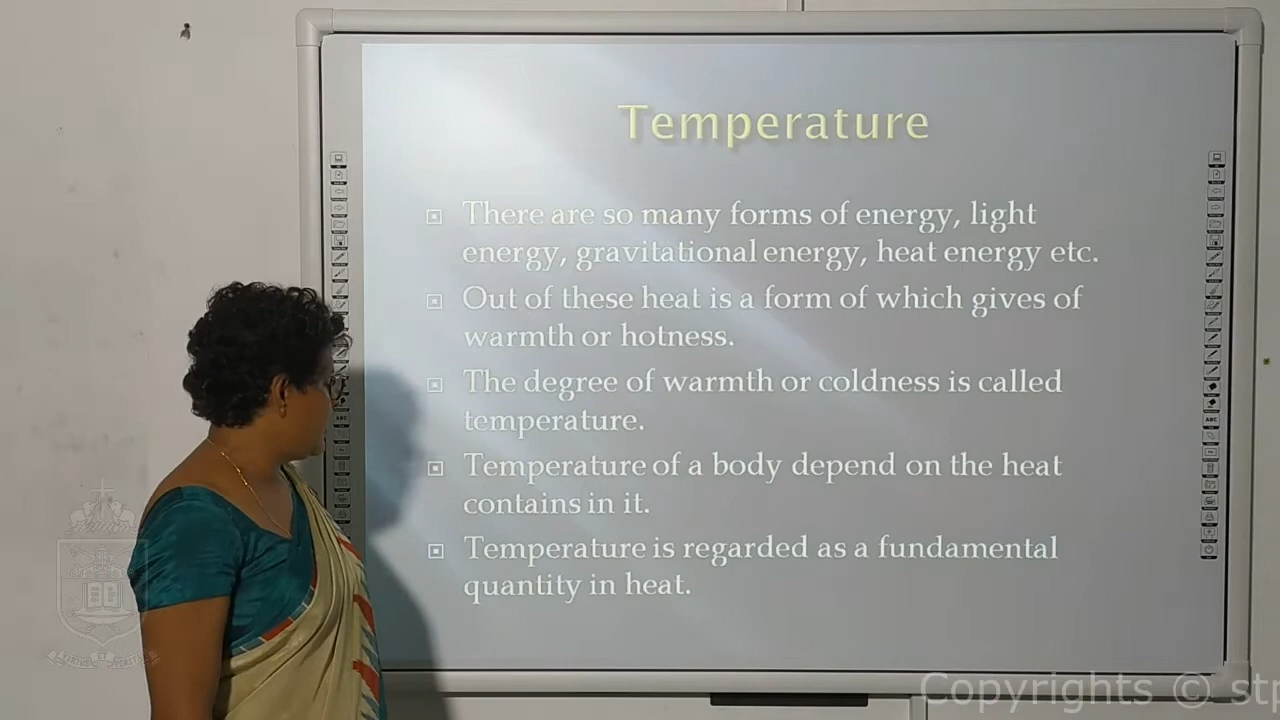 Temperature
There are so many forms of energy, light
energy, gravitational energy, heat energy etc.
Out of these heat is a form of which gives of
warmth or hotness.
The degree of warmth or coldness is called
temperature.
Temperature of a body depend on the heat
contains in it.
Temperature is regarded as a fundamental
quantity in heat.
Copyrights © stp